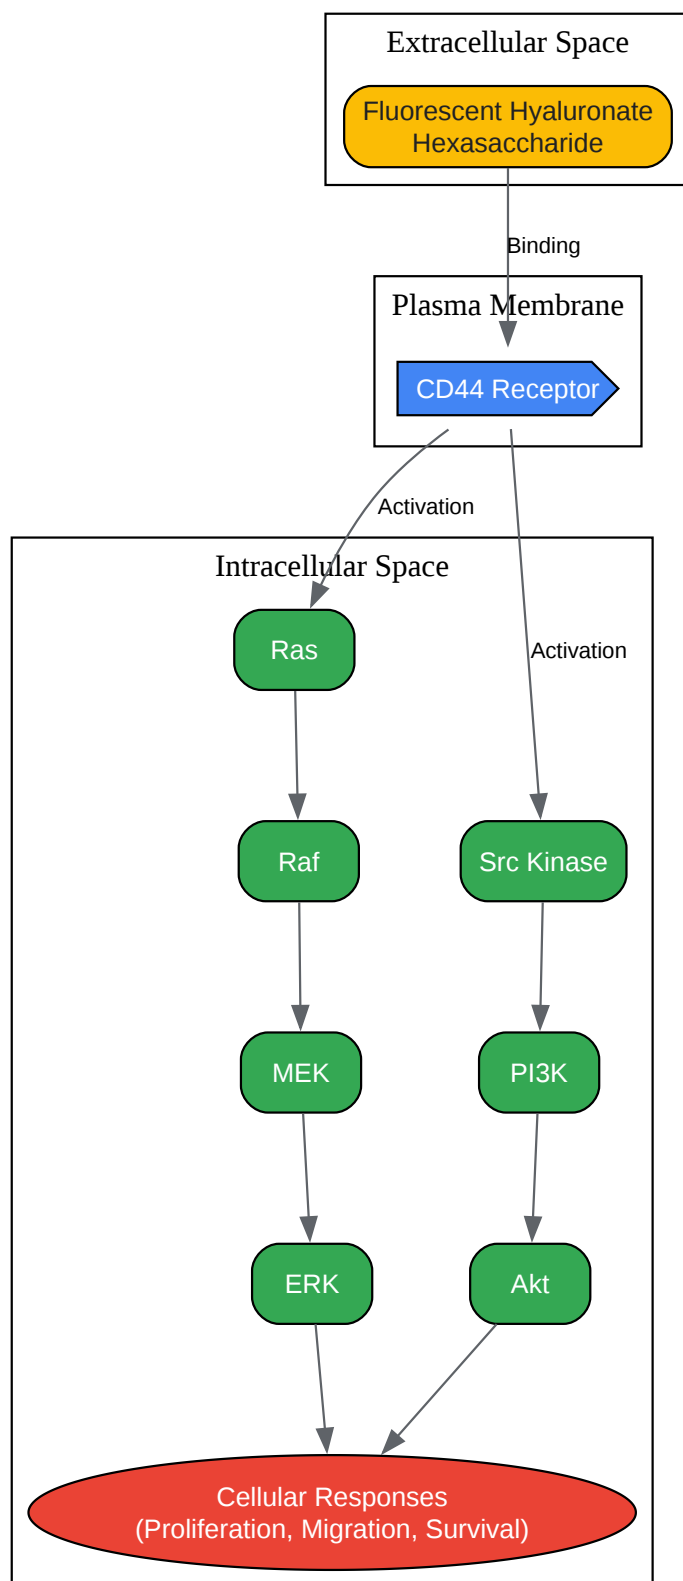 Extracellular Space
Fluorescent Hyaluronate
Hexasaccharide
Binding
Plasma Membrane
CD44 Receptor
Activation
Intracellular Space
Ras
Activation
Raf
Src Kinase
MEK
PI3K
ERK
Akt
Cellular Responses
(Proliferation, Migration, Survival)